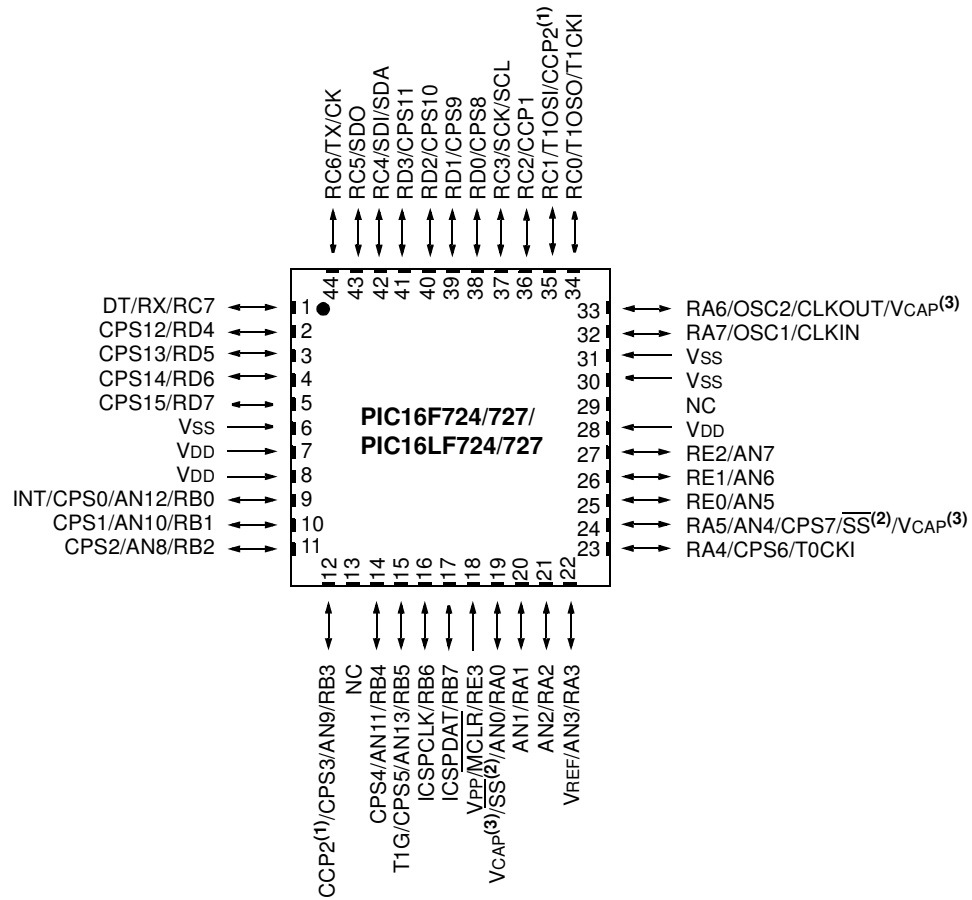 RC6/TX/CK
RC5/SDO
RC4/SDI/SDA
RD3/CPS11
RD2/CPS10
RD1/CPS9
RD0/CPS8
RC3/SCK/SCL
RC2/CCP1
RC1/T1OSI/CCP2(1)
RC0/T1OSO/T1CKI
44
43
42
41
40
39
38
37
36
35
34
DT/RX/RC7 1
CPS12/RD4 2
CPS13/RD5 3
CPS14/RD6 4
CPS15/RD7 5
VSS 6
VDD 7
VDD 8
INT/CPS0/AN12/RB0 9
CPS1/AN10/RB1 10
CPS2/AN8/RB2 11
PIC16F724/727/
PIC16LF724/727
33 RA6/OSC2/CLKOUT/VCAP(3)
32 RA7/OSC1/CLKIN
31 VSS
30 VSS
29 NC
28 VDD
27 RE2/AN7
26 RE1/AN6
25 RE0/AN5
24 RA5/AN4/CPS7/SS(2)/VCAP(3)
23 RA4/CPS6/T0CKI
12
13
14
15
16
17
18
19
20
21
22
CCP2(1)/CPS3/AN9/RB3
NC
CPS4/AN11/RB4
T1G/CPS5/AN13/RB5
ICSPCLK/RB6
ICSPDAT/RB7
VPP/MCLR/RE3
VCAP(3)/SS(2)/AN0/RA0
AN1/RA1
AN2/RA2
VREF/AN3/RA3